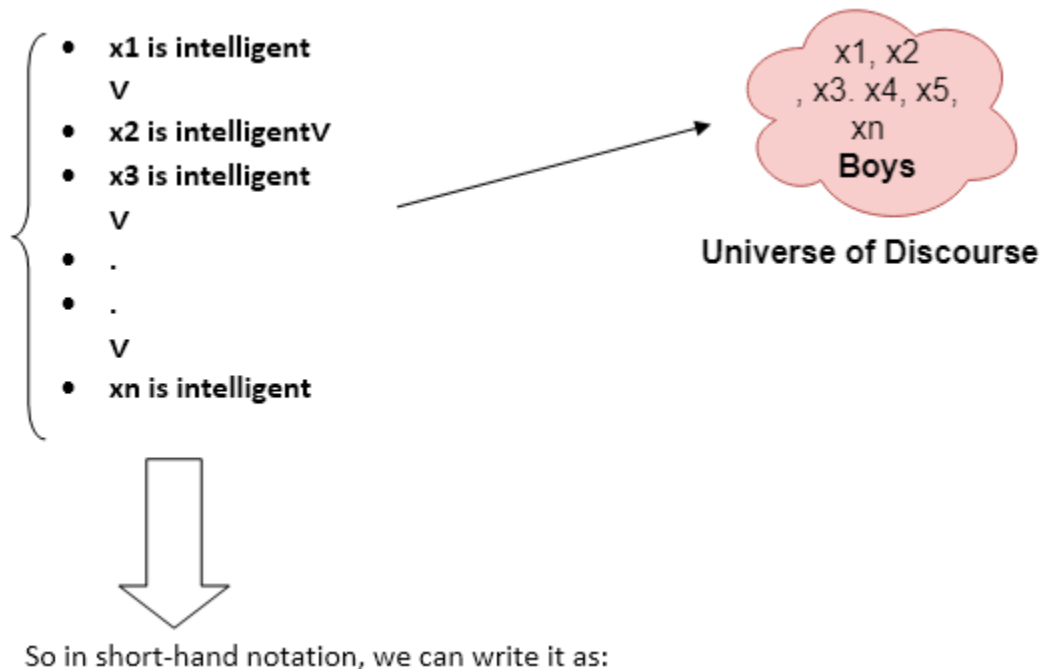 • x1 is intelligent
∨
• x2 is intelligent∨
• x3 is intelligent
∨
• .
• .
∨
• xn is intelligent
x1, x2
, x3. x4, x5,
xn
Boys
Universe of Discourse
So in short-hand notation, we can write it as: